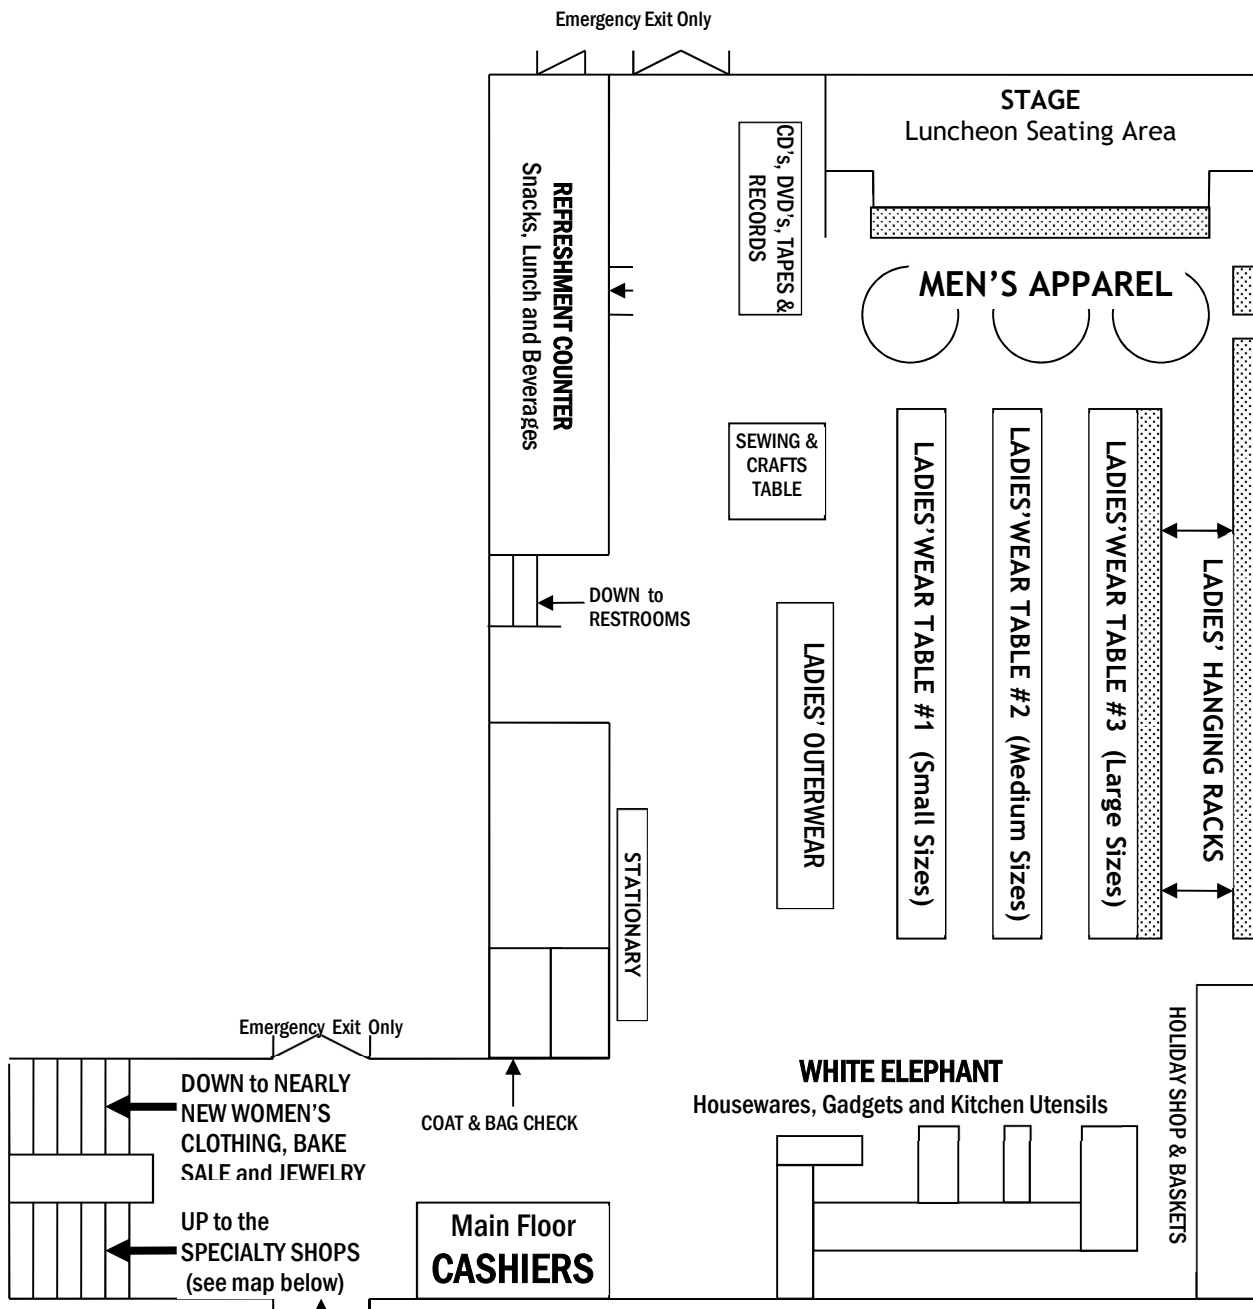 Emergency Exit Only
STAGE
Luncheon Seating Area
CD's, DVD's, TAPES &
RECORDS
REFRESHMENT COUNTER
Snacks, Lunch and Beverages
MEN'S APPAREL
SEWING &
CRAFTS
TABLE
LADIES'WEAR TABLE #1 (Small Sizes)
LADIES'WEAR TABLE #2 (Medium Sizes)
LADIES'WEAR TABLE #3 (Large Sizes)
LADIES' HANGING RACKS
DOWN to
RESTROOMS
LADIES' OUTERWEAR
STATIONARY
Emergency Exit Only
DOWN to NEARLY
NEW WOMEN'S
CLOTHING, BAKE
SALE and JEWELRY
COAT & BAG CHECK
WHITE ELEPHANT
Housewares, Gadgets and Kitchen Utensils
HOLIDAY SHOP & BASKETS
UP to the
SPECIALTY SHOPS
(see map below)
Main Floor
CASHIERS